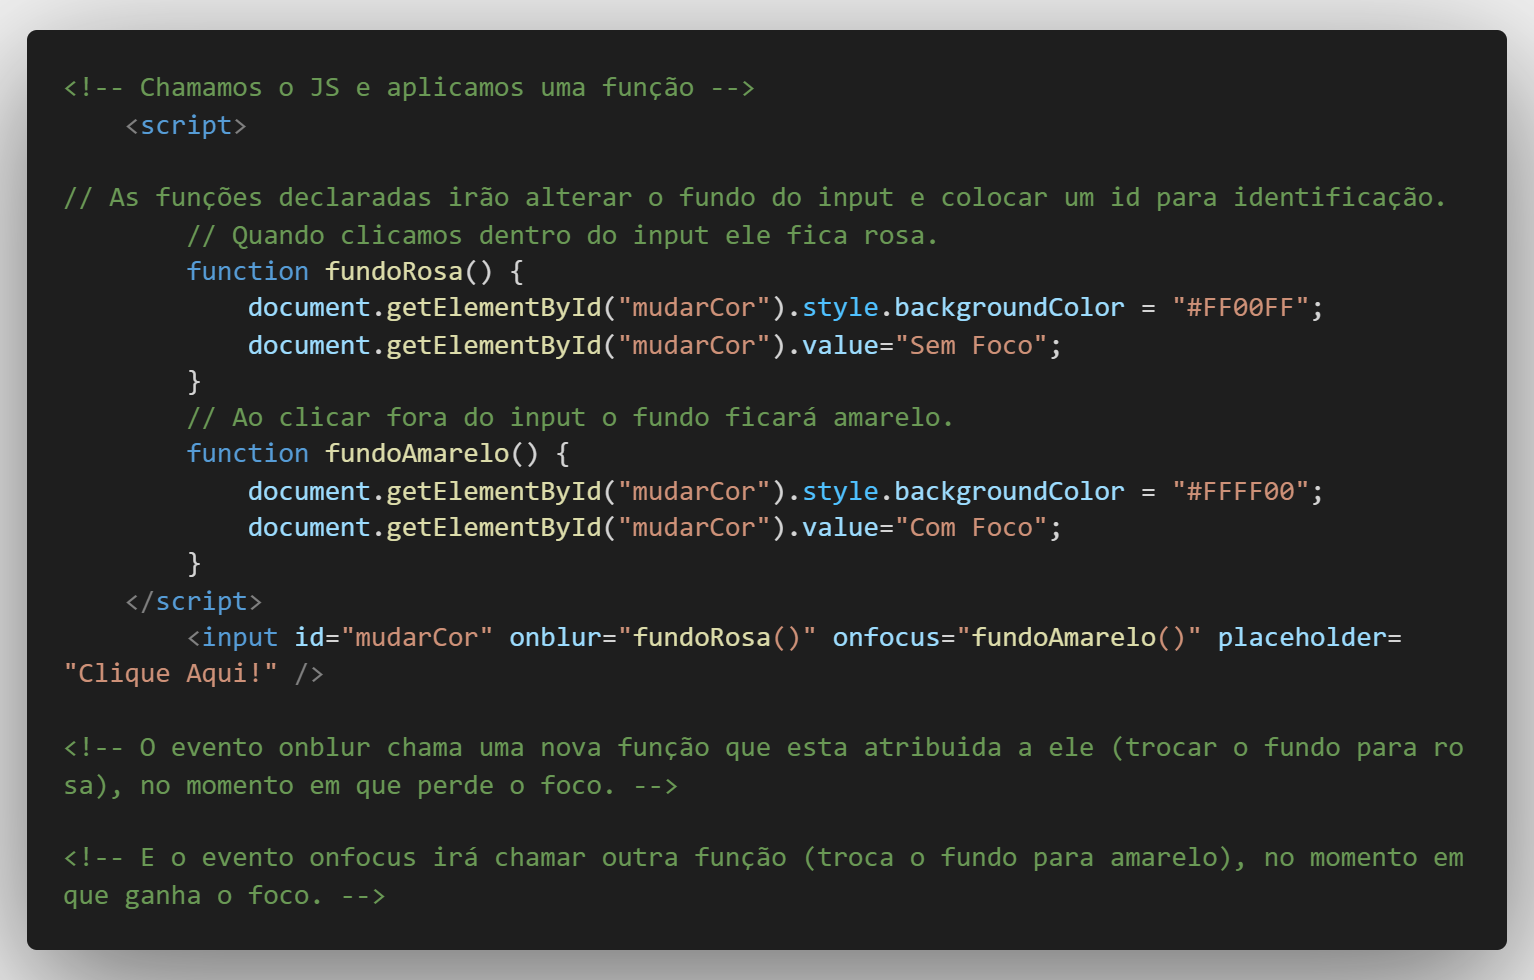 <!-- Chamamos o JS e aplicamos uma função -->
    <script>

// As funções declaradas irão alterar o fundo do input e colocar um id para identificação.
        // Quando clicamos dentro do input ele fica rosa.
        function fundoRosa() {
            document.getElementById("mudarCor").style.backgroundColor = "#FF00FF";
            document.getElementById("mudarCor").value="Sem Foco";
        }
        // Ao clicar fora do input o fundo ficará amarelo.
        function fundoAmarelo() {
            document.getElementById("mudarCor").style.backgroundColor = "#FFFF00";
            document.getElementById("mudarCor").value="Com Foco";
        }
    </script>
        <input id="mudarCor" onblur="fundoRosa()" onfocus="fundoAmarelo()" placeholder=
"Clique Aqui!" />

<!-- O evento onblur chama uma nova função que esta atribuida a ele (trocar o fundo para ro
sa), no momento em que perde o foco. -->

<!-- E o evento onfocus irá chamar outra função (troca o fundo para amarelo), no momento em
que ganha o foco. -->